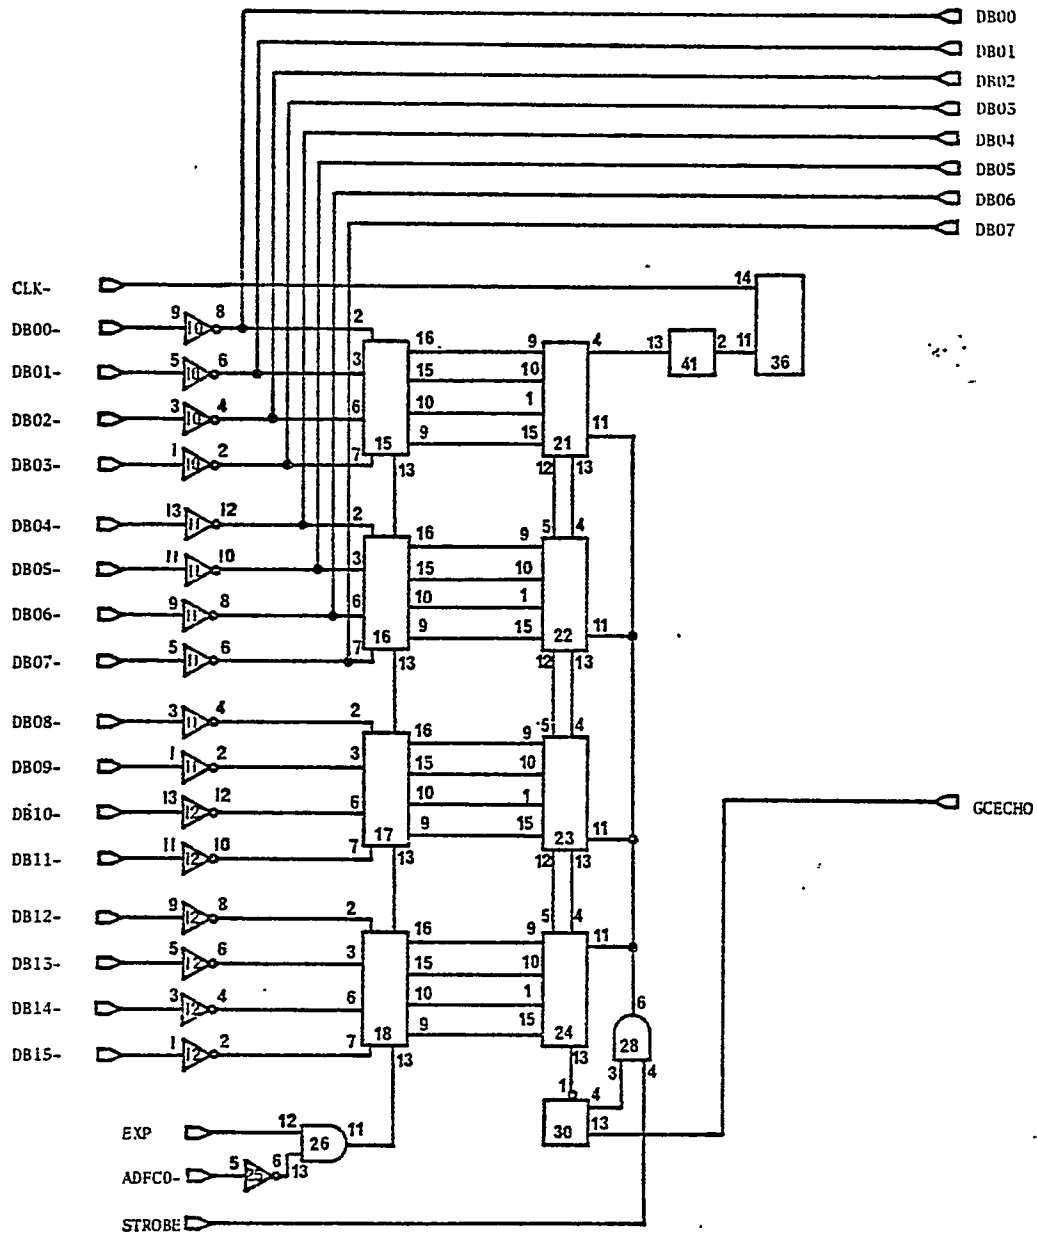 DB00
DB01
DB02
DB03
DB04
DB05
DB06
DB07
CLK- 14
DB00- 9 10 8 2 16 9 4 13 41 2 11 36
DB01- 5 10 6 3 15 10
DB02- 3 10 4 6 10 1 11
DB03- 1 10 2 7 15 9 15 21
13 12 13
DB04- 13 11 12 2 16 9 5 4
DB05- 11 11 10 3 15 10
DB06- 9 11 8 6 10 1
DB07- 5 11 6 7 16 9 15 22 11
13 12 13
DB08- 3 11 4 2 16 9 5 4
DB09- 1 11 2 3 15 10
DB10- 13 12 12 6 10 1
DB11- 11 12 10 7 17 9 15 23 11
13 12 13
GCECHO
DB12- 9 12 8 2 16 9 5 4 11
DB13- 5 12 6 3 15 10
DB14- 3 12 4 6 10 1 6
DB15- 1 12 2 7 18 9 15 24 28
13 13 3 4
1 4
EXP 12 26 11 30 13
ADFC0- 5 25 6 13
STROBE